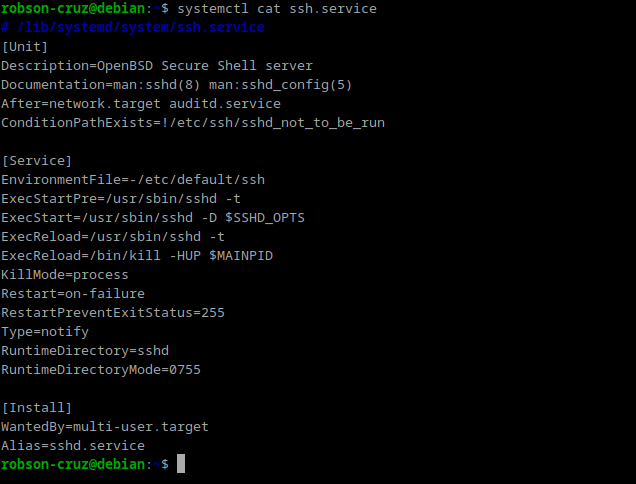 robson-cruz@debian:~$ systemctl cat ssh.service
# /lib/systemd/system/ssh.service
[Unit]
Description=OpenBSD Secure Shell server
Documentation=man:sshd(8) man:sshd_config(5)
After=network.target auditd.service
ConditionPathExists=!/etc/ssh/sshd_not_to_be_run

[Service]
EnvironmentFile=-/etc/default/ssh
ExecStartPre=/usr/sbin/sshd -t
ExecStart=/usr/sbin/sshd -D $SSHD_OPTS
ExecReload=/usr/sbin/sshd -t
ExecReload=/bin/kill -HUP $MAINPID
KillMode=process
Restart=on-failure
RestartPreventExitStatus=255
Type=notify
RuntimeDirectory=sshd
RuntimeDirectoryMode=0755

[Install]
WantedBy=multi-user.target
Alias=sshd.service
robson-cruz@debian:~$